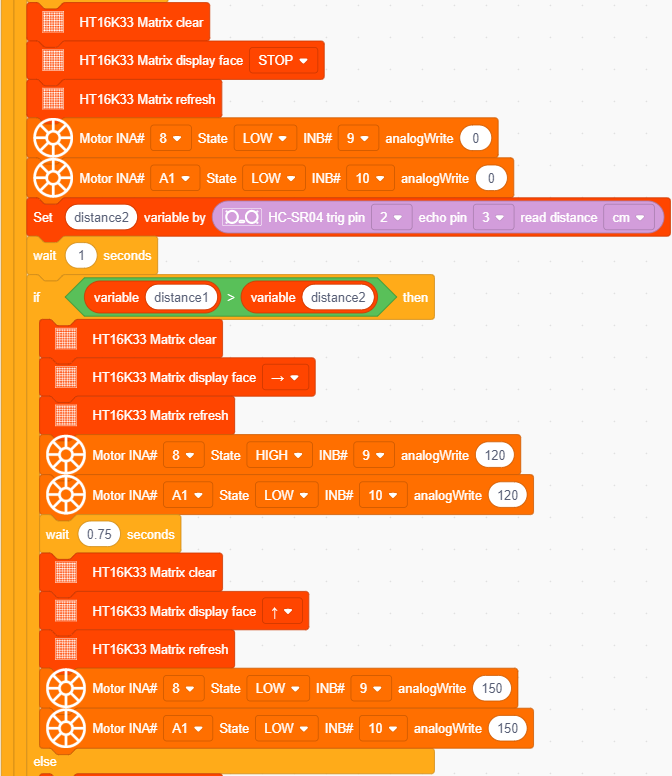 HT16K33 Matrix clear
HT16K33 Matrix display face STOP
HT16K33 Matrix refresh
Motor INA# 8 State LOW INB# 9 analogWrite 0
Motor INA# A1 State LOW INB# 10 analogWrite 0
Set distance2 variable by HC-SR04 trig pin 2 echo pin 3 read distance cm
wait 1 seconds
if variable distance1 > variable distance2 then
HT16K33 Matrix clear
HT16K33 Matrix display face →
HT16K33 Matrix refresh
Motor INA# 8 State HIGH INB# 9 analogWrite 120
Motor INA# A1 State LOW INB# 10 analogWrite 120
wait 0.75 seconds
HT16K33 Matrix clear
HT16K33 Matrix display face ↑
HT16K33 Matrix refresh
Motor INA# 8 State LOW INB# 9 analogWrite 150
Motor INA# A1 State LOW INB# 10 analogWrite 150
else